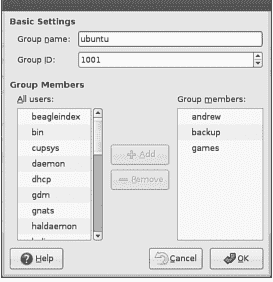 Basic Settings
Group name: ubuntu
Group ID: 1001
Group Members
All users:
Group members:
beagleindex
bin
cupsys
daemon
dhcp
gdm
gnats
haldaemon
andrew
backup
games
Add
Remove
Help
Cancel
OK